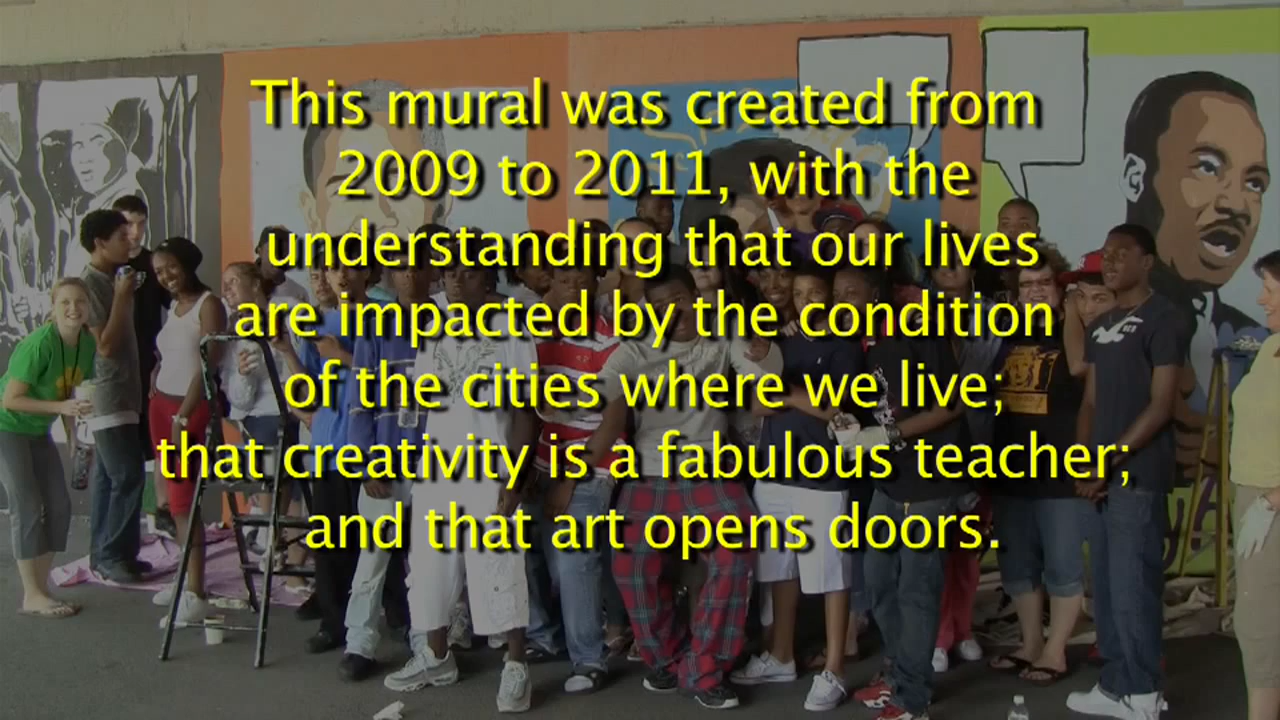 This mural was created from
2009 to 2011, with the
understanding that our lives
are impacted by the condition
of the cities where we live;
that creativity is a fabulous teacher;
and that art opens doors.